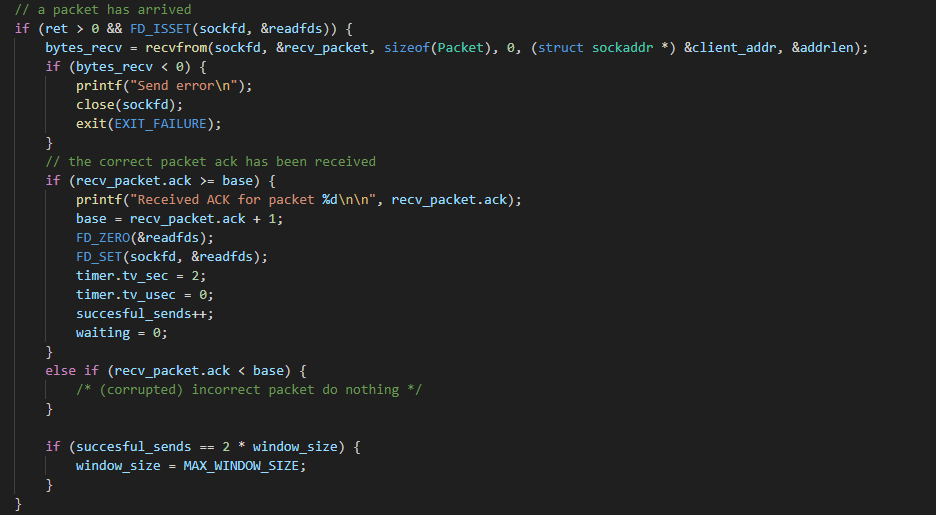 // a packet has arrived
if (ret > 0 && FD_ISSET(sockfd, &readfds)) {
    bytes_recv = recvfrom(sockfd, &recv_packet, sizeof(Packet), 0, (struct sockaddr *) &client_addr, &addrlen);
    if (bytes_recv < 0) {
        printf("Send error\n");
        close(sockfd);
        exit(EXIT_FAILURE);
    }
    // the correct packet ack has been received
    if (recv_packet.ack >= base) {
        printf("Received ACK for packet %d\n\n", recv_packet.ack);
        base = recv_packet.ack + 1;
        FD_ZERO(&readfds);
        FD_SET(sockfd, &readfds);
        timer.tv_sec = 2;
        timer.tv_usec = 0;
        succesful_sends++;
        waiting = 0;
    }
    else if (recv_packet.ack < base) {
        /* (corrupted) incorrect packet do nothing */
    }

    if (succesful_sends == 2 * window_size) {
        window_size = MAX_WINDOW_SIZE;
    }
}